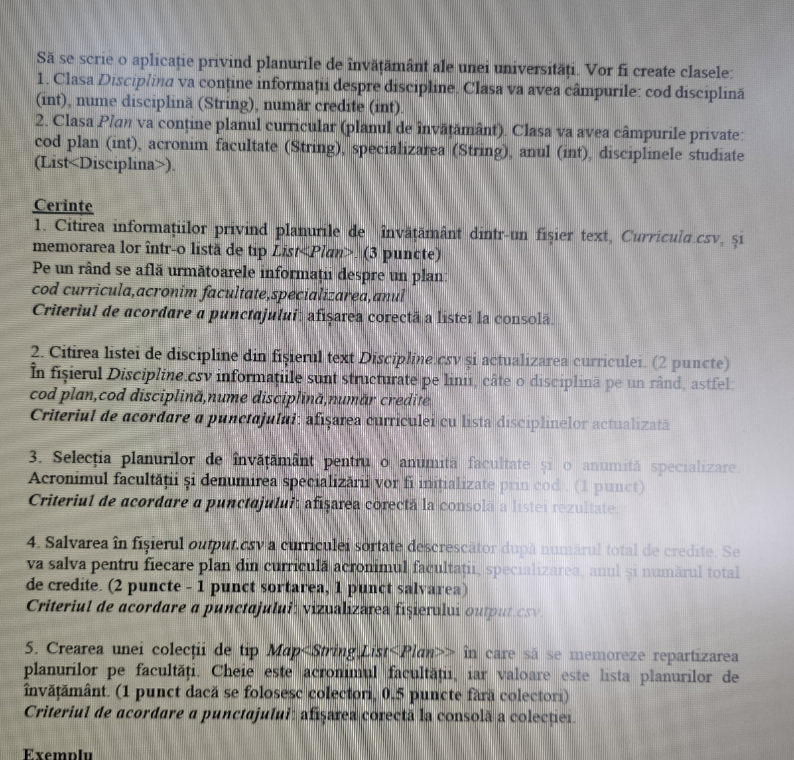 Să se scrie o aplicație privind planurile de învățământ ale unei universități. Vor fi create clasele:
1. Clasa Disciplina va conține informații despre discipline. Clasa va avea câmpurile: cod disciplină
(int), nume disciplină (String), număr credite (int).
2. Clasa Plan va conține planul curricular (planul de învățământ). Clasa va avea câmpurile private:
cod plan (int), acronim facultate (String), specializarea (String), anul (int), disciplinele studiate
(List<Disciplina>).
Cerințe
1. Citirea informațiilor privind planurile de învățământ dintr-un fișier text, Curricula.csv, și
memorarea lor într-o listă de tip List<Plan>. (3 puncte)
Pe un rând se află următoarele informații despre un plan:
cod curricula,acronim facultate,specializarea,anul
Criteriul de acordare a punctajului: afișarea corectă a listei la consolă.
2. Citirea listei de discipline din fișierul text Discipline.csv și actualizarea curriculei. (2 puncte)
În fișierul Discipline.csv informațiile sunt structurate pe linii, câte o disciplină pe un rând, astfel:
cod plan,cod disciplină,nume disciplină,număr credite
Criteriul de acordare a punctajului: afișarea curriculei cu lista disciplinelor actualizată
3. Selecția planurilor de învățământ pentru o anumită facultate și o anumită specializare.
Acronimul facultății și denumirea specializării vor fi inițializate prin cod . (1 punct)
Criteriul de acordare a punctajului: afișarea corectă la consolă a listei rezultate.
4. Salvarea în fișierul output.csv a curriculei sortate descrescător după numărul total de credite. Se
va salva pentru fiecare plan din curriculă acronimul facultații, specializarea, anul și numărul total
de credite. (2 puncte - 1 punct sortarea, 1 punct salvarea)
Criteriul de acordare a punctajului: vizualizarea fișierului output.csv.
5. Crearea unei colecții de tip Map<String,List<Plan>> în care să se memoreze repartizarea
planurilor pe facultăți. Cheie este acronimul facultății, iar valoare este lista planurilor de
învățământ. (1 punct dacă se folosesc colectori, 0.5 puncte fără colectori)
Criteriul de acordare a punctajului: afișarea corectă la consolă a colecției.
Exemplu